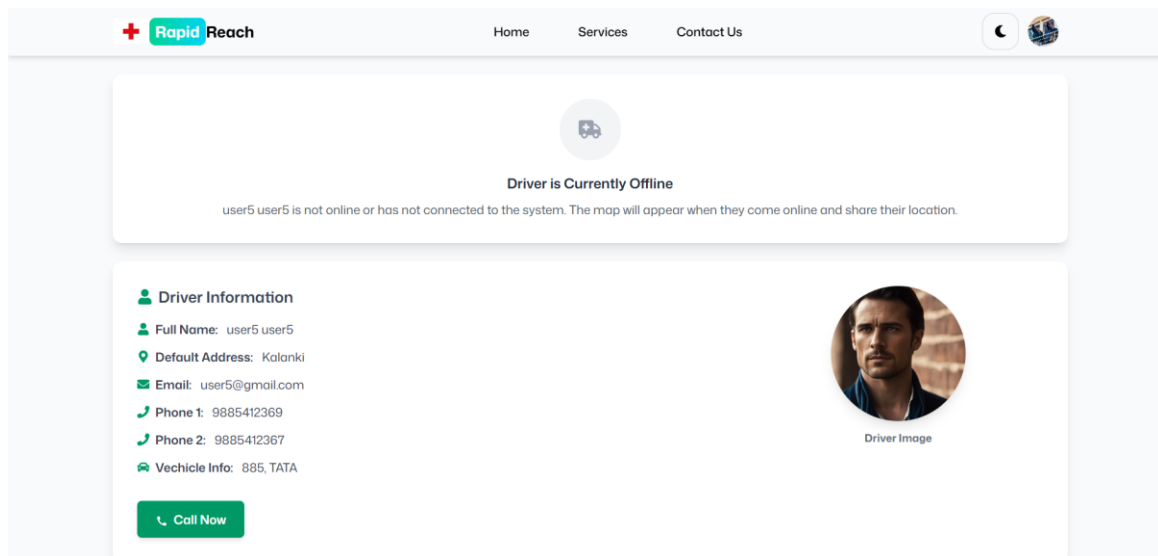 Rapid Reach
Home
Services
Contact Us
Driver is Currently Offline
user5 user5 is not online or has not connected to the system. The map will appear when they come online and share their location.
Driver Information
Full Name: user5 user5
Default Address: Kalanki
Email: user5@gmail.com
Phone 1: 9885412369
Phone 2: 9885412367
Vechicle Info: 885, TATA
Call Now
Driver Image